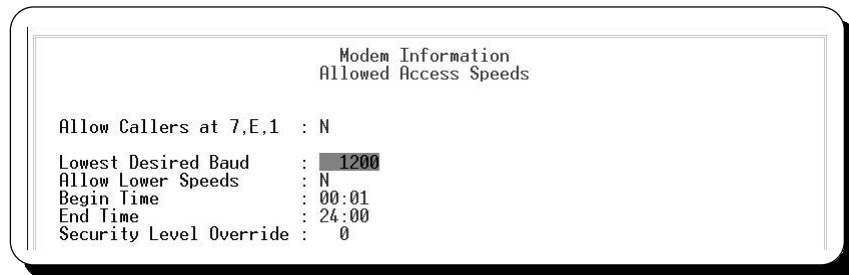 Modem Information
Allowed Access Speeds
Allow Callers at 7,E,1 : N
Lowest Desired Baud : 1200
Allow Lower Speeds : N
Begin Time : 00:01
End Time : 24:00
Security Level Override : 0